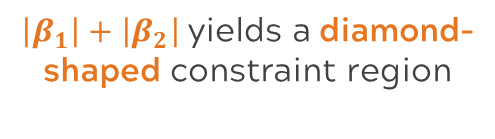 |β₁| + |β₂| yields a diamond-
shaped constraint region